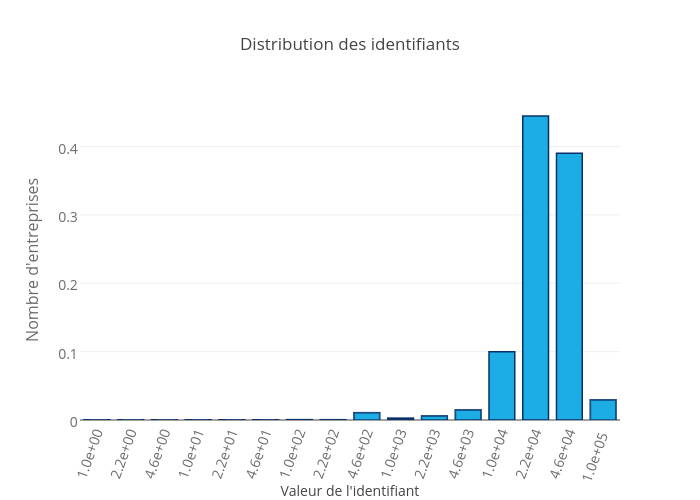 Distribution des identifiants
Nombre d'entreprises
0.4
0.3
0.2
0.1
0
1.0e+00
2.2e+00
4.6e+00
1.0e+01
2.2e+01
4.6e+01
1.0e+02
2.2e+02
4.6e+02
1.0e+03
2.2e+03
4.6e+03
1.0e+04
2.2e+04
4.6e+04
1.0e+05
Valeur de l'identifiant